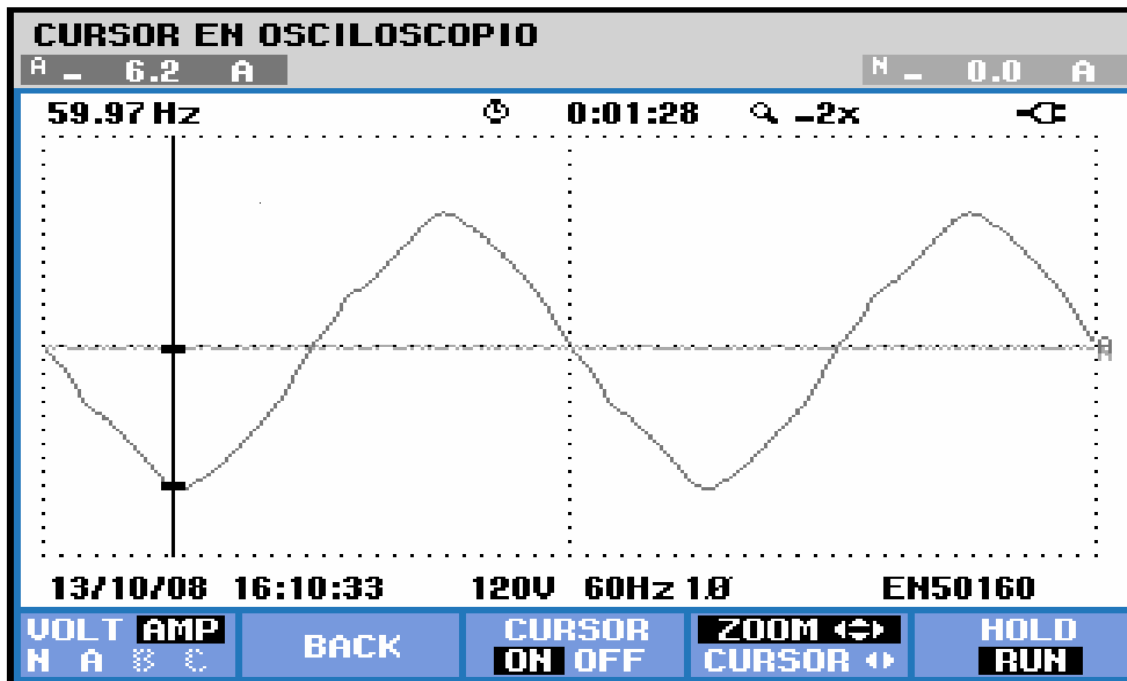 CURSOR EN OSCILOSCOPIO
A - 6.2 A N - 0.0 A
59.97 Hz 0:01:28 -2x
A
13/10/08 16:10:33 120V 60Hz 1Ø EN50160
VOLT AMP BACK CURSOR ZOOM HOLD
N A B C ON OFF CURSOR RUN